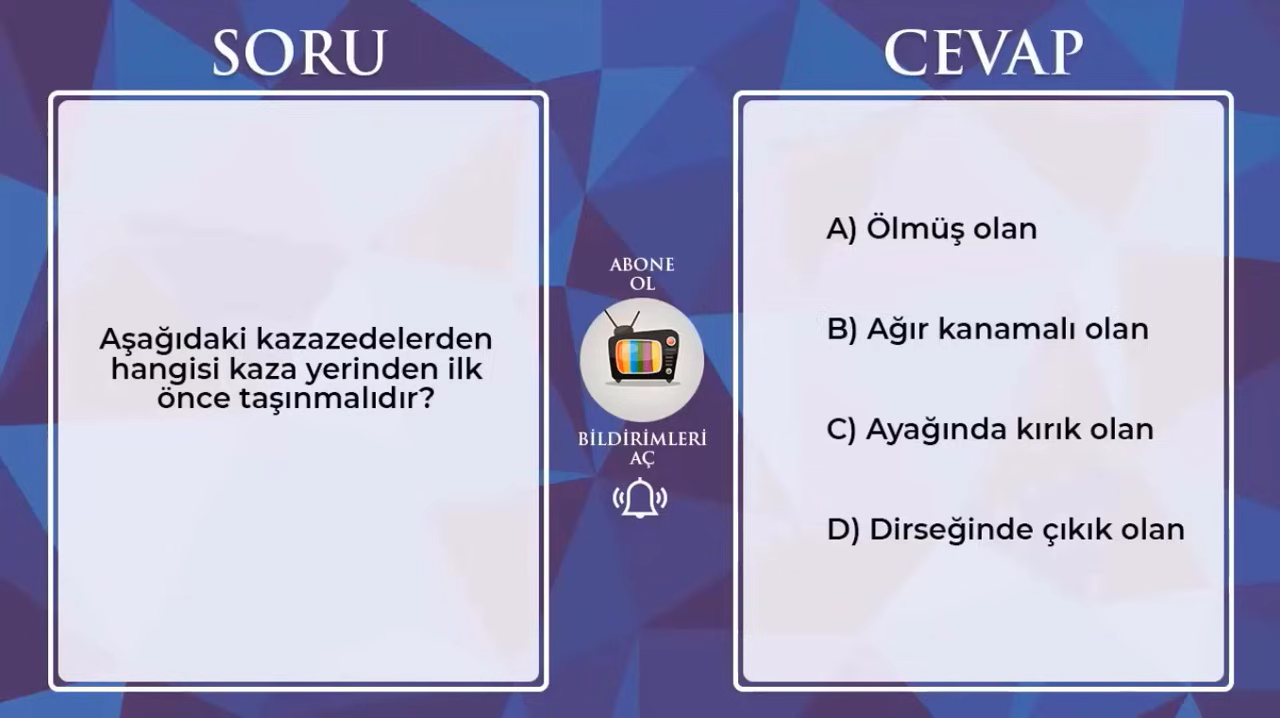 SORU
Aşağıdaki kazazedelerden
hangisi kaza yerinden ilk
önce taşınmalıdır?
ABONE
OL
BİLDİRİMLERİ
AÇ
CEVAP
A) Ölmüş olan
B) Ağır kanamalı olan
C) Ayağında kırık olan
D) Dirseğinde çıkık olan